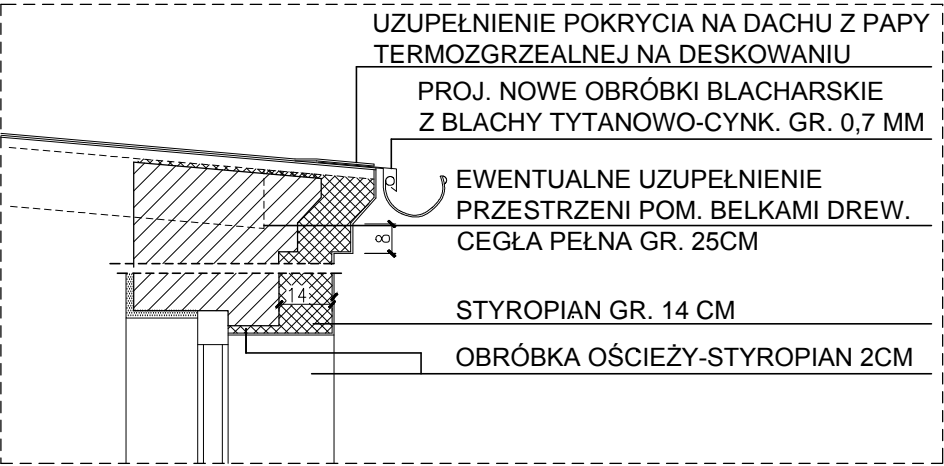 UZUPEŁNIENIE POKRYCIA NA DACHU Z PAPY
TERMOZGRZEALNEJ NA DESKOWANIU
PROJ. NOWE OBRÓBKI BLACHARSKIE
Z BLACHY TYTANOWO-CYNK. GR. 0,7 MM
EWENTUALNE UZUPEŁNIENIE
PRZESTRZENI POM. BELKAMI DREW.
CEGŁA PEŁNA GR. 25CM
8
14
STYROPIAN GR. 14 CM
OBRÓBKA OŚCIEŻY-STYROPIAN 2CM